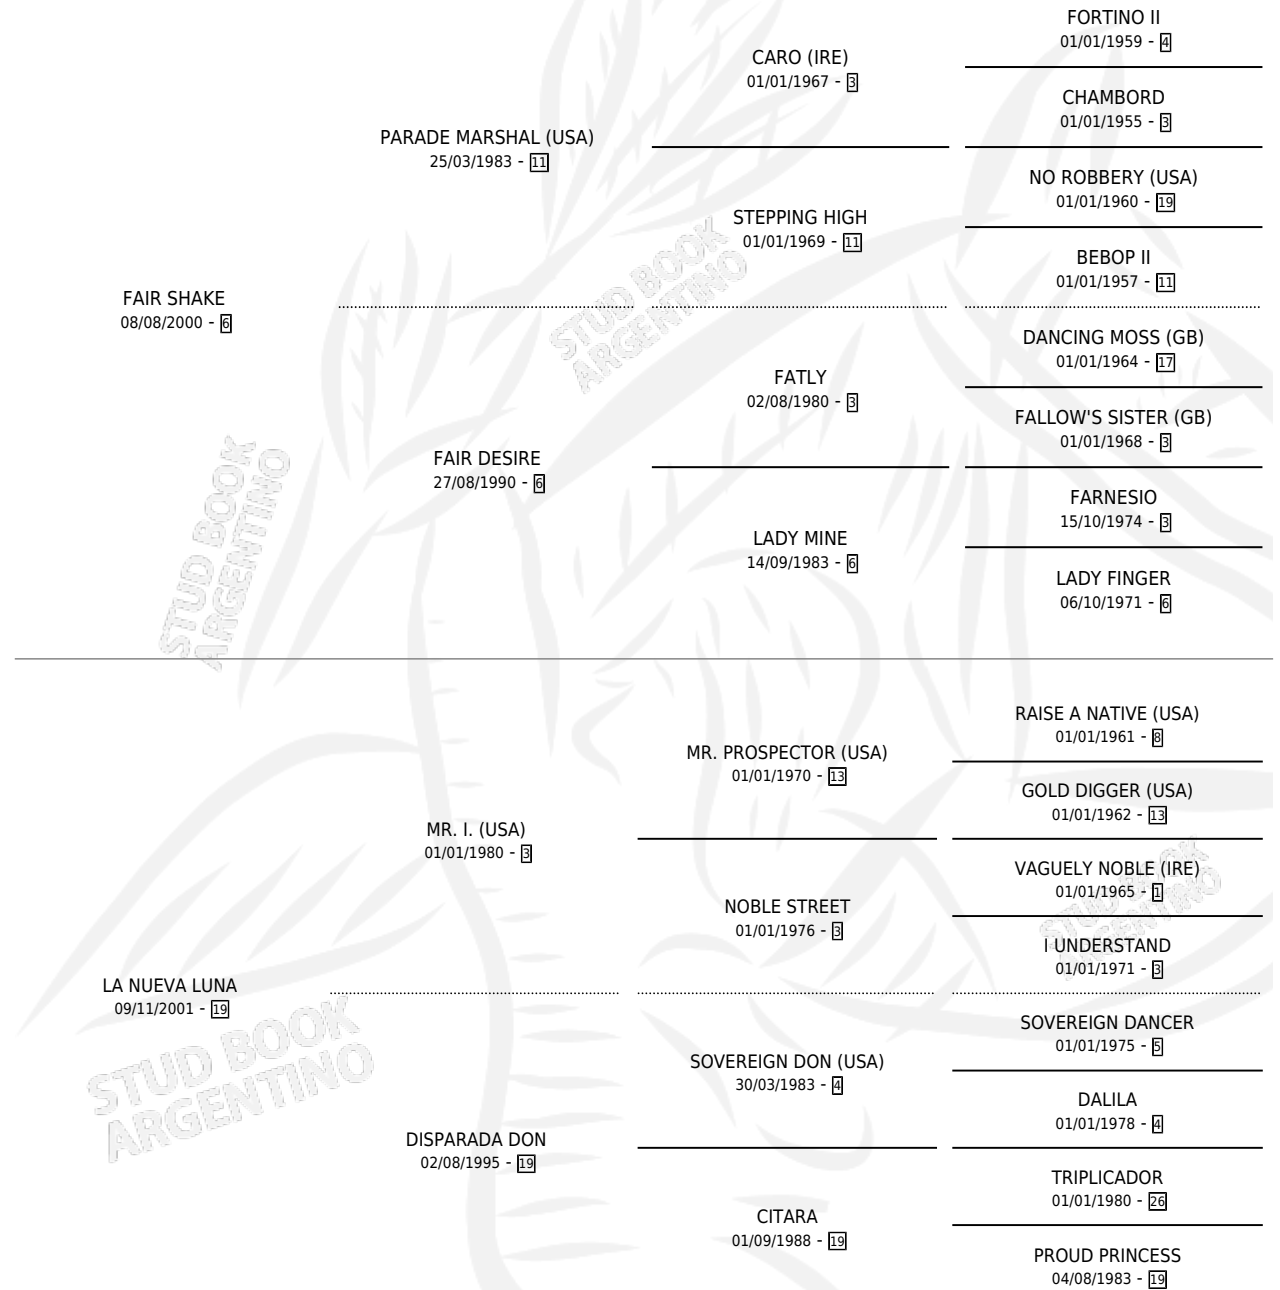 FORTINO II
01/01/1959 - 4
CARO (IRE)
01/01/1967 - 3
CHAMBORD
01/01/1955 - 3
PARADE MARSHAL (USA)
25/03/1983 - 11
NO ROBBERY (USA)
01/01/1960 - 19
STEPPING HIGH
01/01/1969 - 11
BEBOP II
01/01/1957 - 11
FAIR SHAKE
08/08/2000 - 6
STUD BOOK
ARGENTINO
DANCING MOSS (GB)
01/01/1964 - 17
FATLY
02/08/1980 - 3
FALLOW'S SISTER (GB)
01/01/1968 - 3
FAIR DESIRE
27/08/1990 - 6
FARNESIO
15/10/1974 - 3
LADY MINE
14/09/1983 - 6
LADY FINGER
06/10/1971 - 6
STUD BOOK
ARGENTINO
RAISE A NATIVE (USA)
01/01/1961 - 8
MR. PROSPECTOR (USA)
01/01/1970 - 13
GOLD DIGGER (USA)
01/01/1962 - 13
MR. I. (USA)
01/01/1980 - 3
VAGUELY NOBLE (IRE)
01/01/1965 - 1
NOBLE STREET
01/01/1976 - 3
STUD BOOK
ARGENTINO
I UNDERSTAND
01/01/1971 - 3
LA NUEVA LUNA
09/11/2001 - 19
STUD BOOK
ARGENTINO
SOVEREIGN DANCER
01/01/1975 - 5
SOVEREIGN DON (USA)
30/03/1983 - 4
DALILA
01/01/1978 - 4
DISPARADA DON
02/08/1995 - 19
TRIPLICADOR
01/01/1980 - 26
CITARA
01/09/1988 - 19
PROUD PRINCESS
04/08/1983 - 19